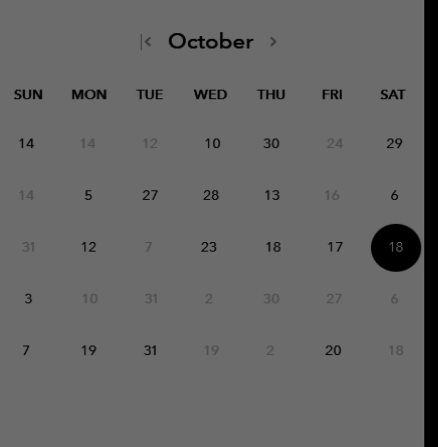 |< October >
SUN MON TUE WED THU FRI SAT
14 14 12 10 30 24 29
14 5 27 28 13 16 6
31 12 7 23 18 17 18
3 10 31 2 30 27 6
7 19 31 19 2 20 18